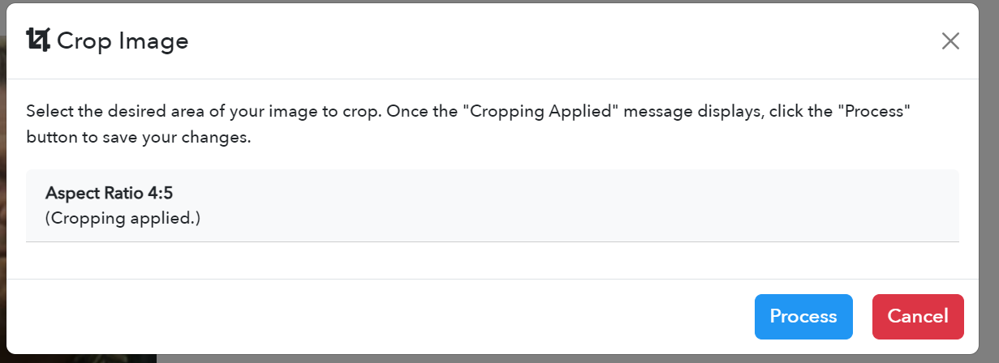 Crop Image
Select the desired area of your image to crop. Once the "Cropping Applied" message displays, click the "Process"
button to save your changes.
Aspect Ratio 4:5
(Cropping applied.)
Process
Cancel